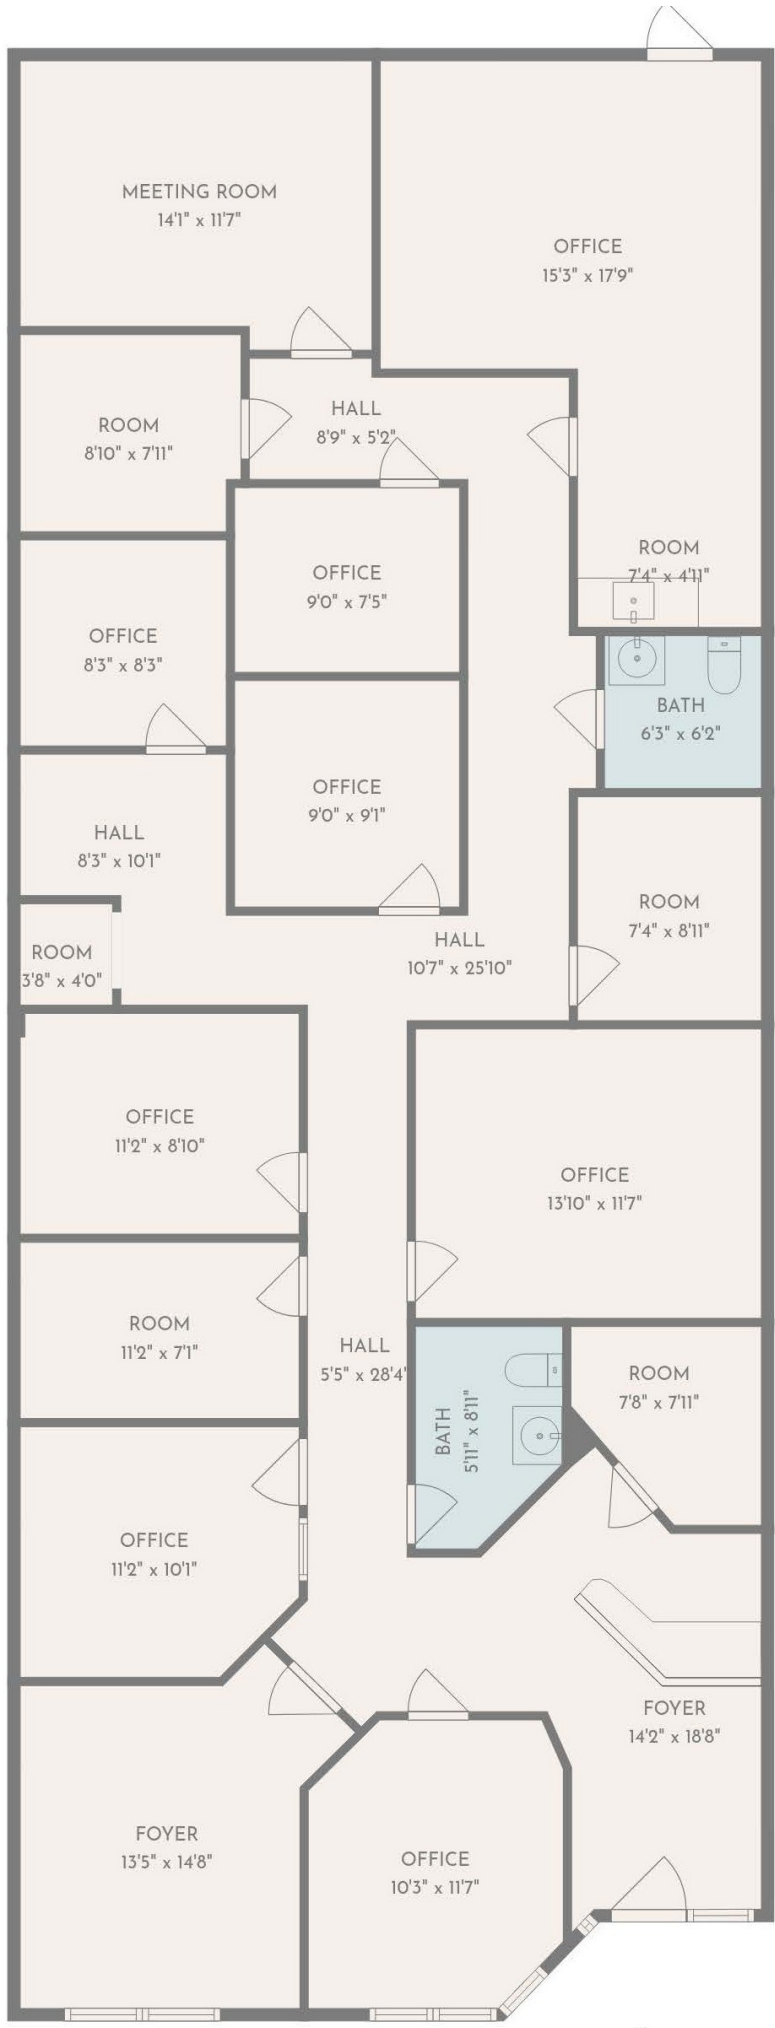 MEETING ROOM
14'1" x 11'7"
OFFICE
15'3" x 17'9"
ROOM
8'10" x 7'11"
HALL
8'9" x 5'2"
OFFICE
9'0" x 7'5"
ROOM
7'4" x 4'11"
OFFICE
8'3" x 8'3"
BATH
6'3" x 6'2"
OFFICE
9'0" x 9'1"
HALL
8'3" x 10'1"
ROOM
7'4" x 8'11"
ROOM
3'8" x 4'0"
HALL
10'7" x 25'10"
OFFICE
11'2" x 8'10"
OFFICE
13'10" x 11'7"
ROOM
11'2" x 7'1"
HALL
5'5" x 28'4"
BATH
5'11" x 8'11"
ROOM
7'8" x 7'11"
OFFICE
11'2" x 10'1"
FOYER
14'2" x 18'8"
FOYER
13'5" x 14'8"
OFFICE
10'3" x 11'7"